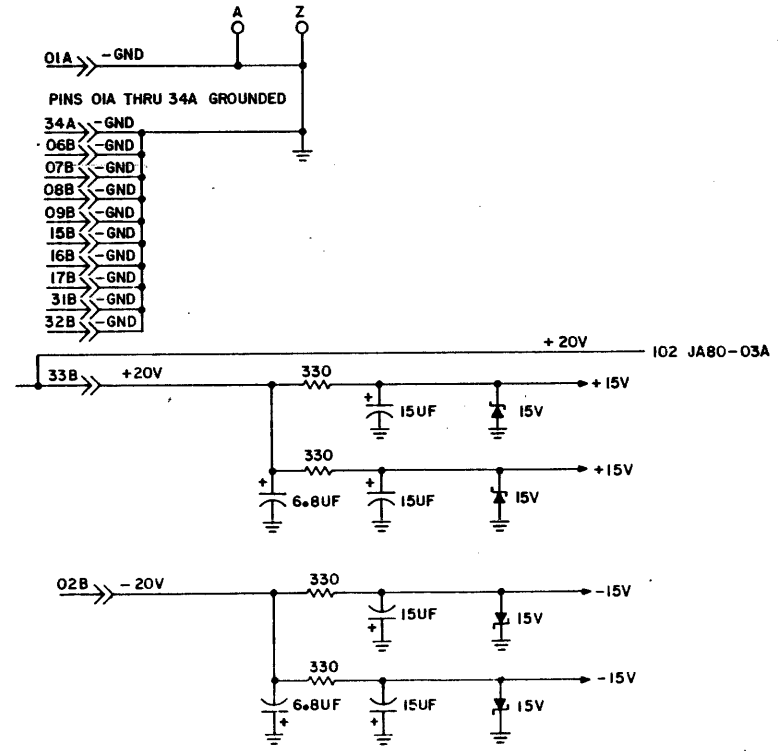 A Z
01A -GND
PINS 01A THRU 34A GROUNDED
34A -GND
06B -GND
07B -GND
08B -GND
09B -GND
15B -GND
16B -GND
17B -GND
31B -GND
32B -GND
+20V 102 JA80-03A
33B +20V 330 +15V
+ 15UF 15V
330 +15V
+ 6.8UF + 15UF 15V
02B -20V 330 -15V
+ 15UF 15V
330 -15V
6.8UF + 15UF + 15V